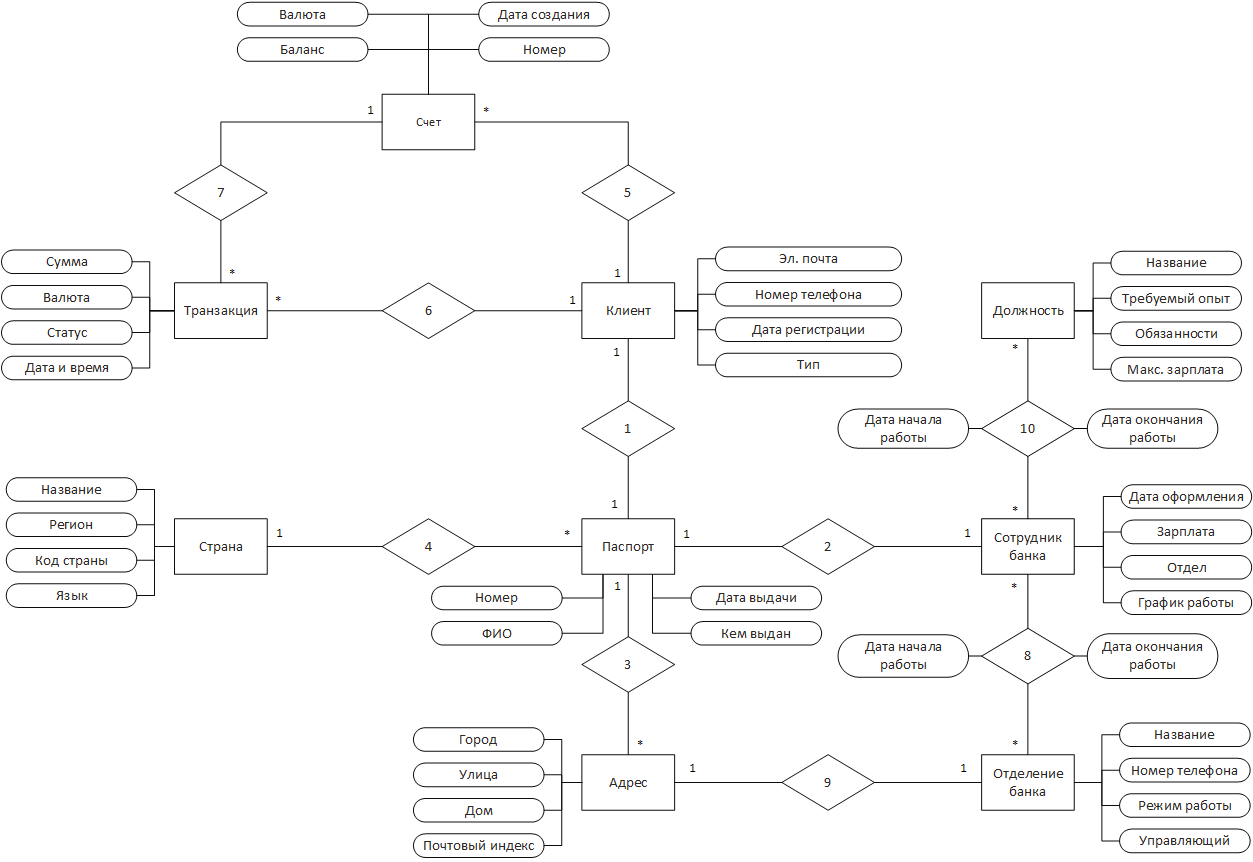 Валюта
Дата создания
Баланс
Номер
1
*
Счет
7
5
Сумма
Валюта
Статус
Дата и время
*
Транзакция
*
6
1
1
Клиент
1
Эл. почта
Номер телефона
Дата регистрации
Тип
Должность
*
Название
Требуемый опыт
Обязанности
Макс. зарплата
1
Дата начала
работы
10
Дата окончания
работы
Название
Регион
Код страны
Язык
Страна
1
4
*
1
Паспорт
1
1
2
1
*
Сотрудник
банка
*
Дата оформления
Зарплата
Отдел
График работы
Номер
ФИО
Дата выдачи
Кем выдан
3
Дата начала
работы
8
Дата окончания
работы
Город
Улица
Дом
Почтовый индекс
*
Адрес
1
9
1
*
Отделение
банка
Название
Номер телефона
Режим работы
Управляющий